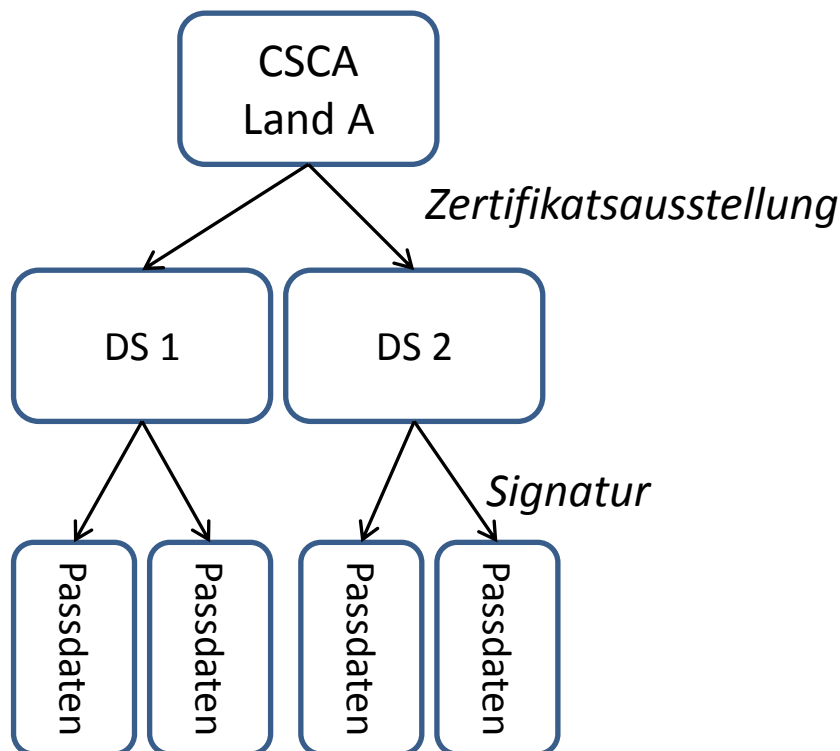 CSCA
Land A
Zertifikatsausstellung
DS 1
DS 2
Signatur
Passdaten
Passdaten
Passdaten
Passdaten